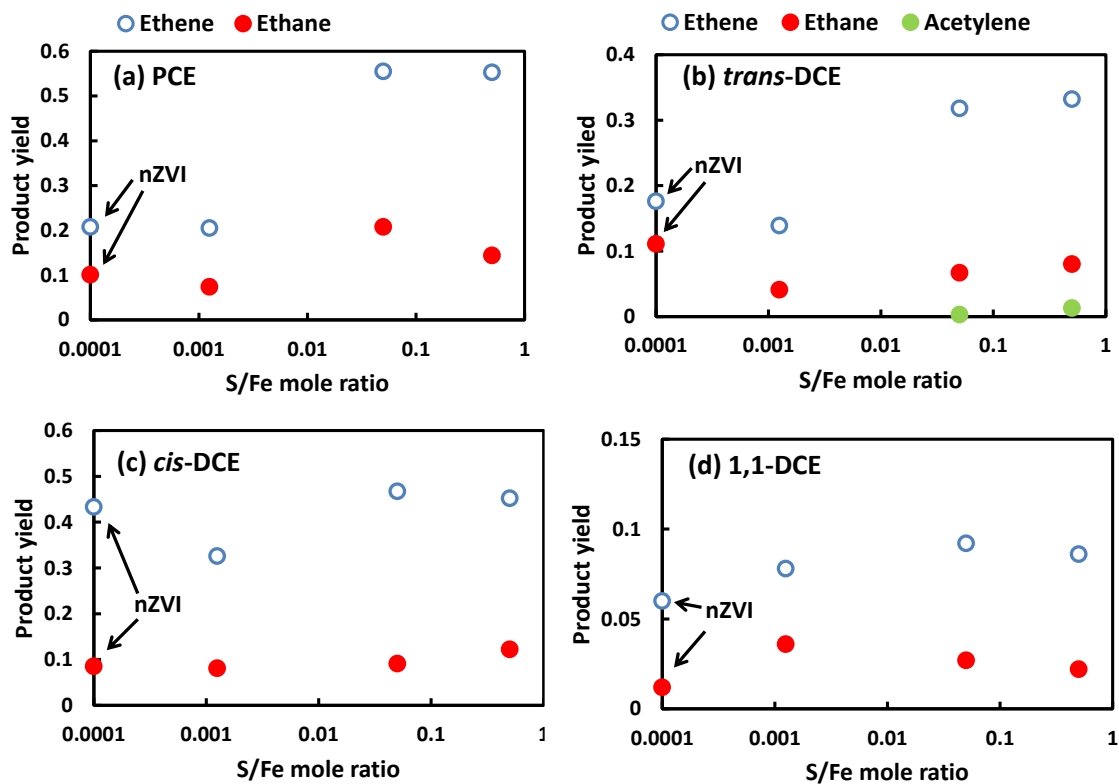 Ethene Ethane
Ethene Ethane Acetylene
(a) PCE
Product yield
0.6
0.5
0.4
0.3
0.2
0.1
0
nZVI
0.0001 0.001 0.01 0.1 1
S/Fe mole ratio
(b) trans-DCE
Product yiled
0.4
0.3
0.2
0.1
0
nZVI
0.0001 0.001 0.01 0.1 1
S/Fe mole ratio
(c) cis-DCE
Product yield
0.6
0.5
0.4
0.3
0.2
0.1
0
nZVI
0.0001 0.001 0.01 0.1 1
S/Fe mole ratio
(d) 1,1-DCE
Product yield
0.15
0.1
0.05
0
nZVI
0.0001 0.001 0.01 0.1 1
S/Fe mole ratio